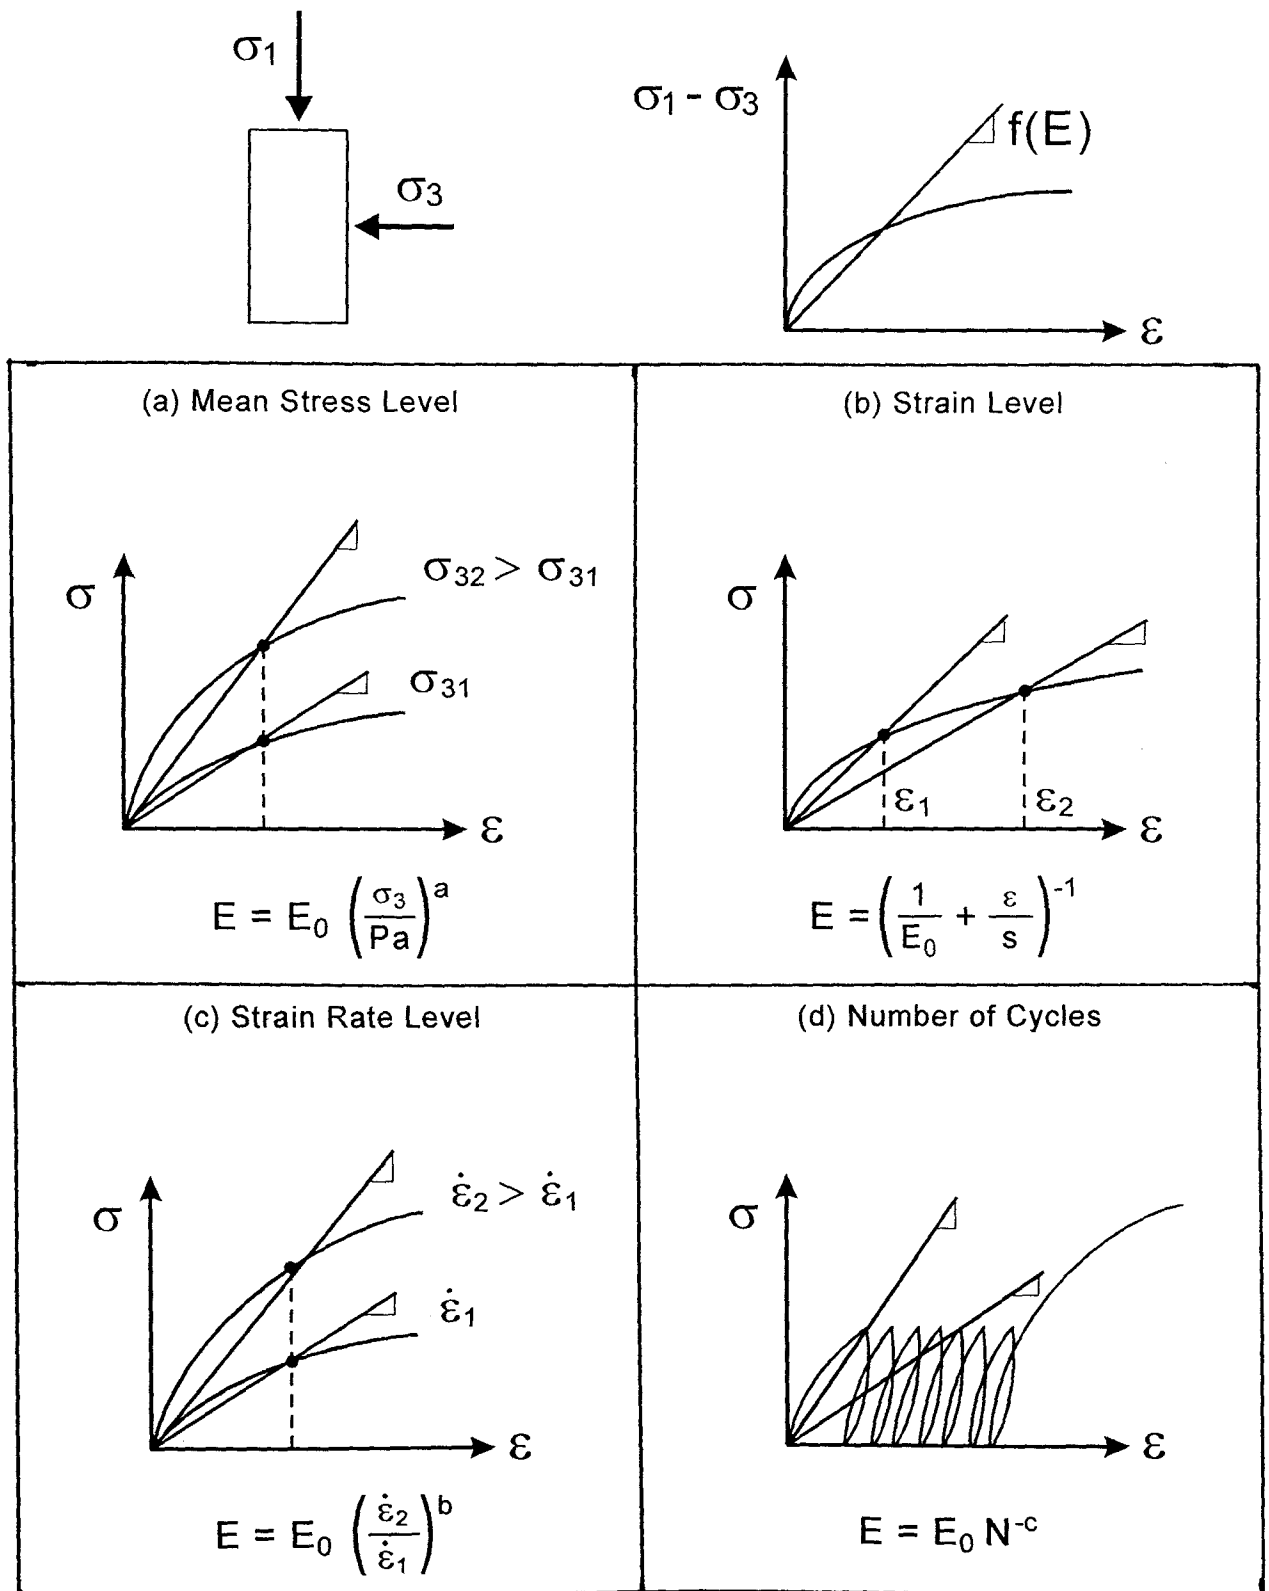 σ1
σ3
σ1 - σ3
f(E)
ε
(a) Mean Stress Level
σ
σ32 > σ31
σ31
ε
E = E0 (σ3/Pa)^a
(b) Strain Level
σ
ε1
ε2
ε
E = (1/E0 + ε/s)^-1
(c) Strain Rate Level
σ
ε̇2 > ε̇1
ε̇1
ε
E = E0 (ε̇2/ε̇1)^b
(d) Number of Cycles
σ
ε
E = E0 N^-c